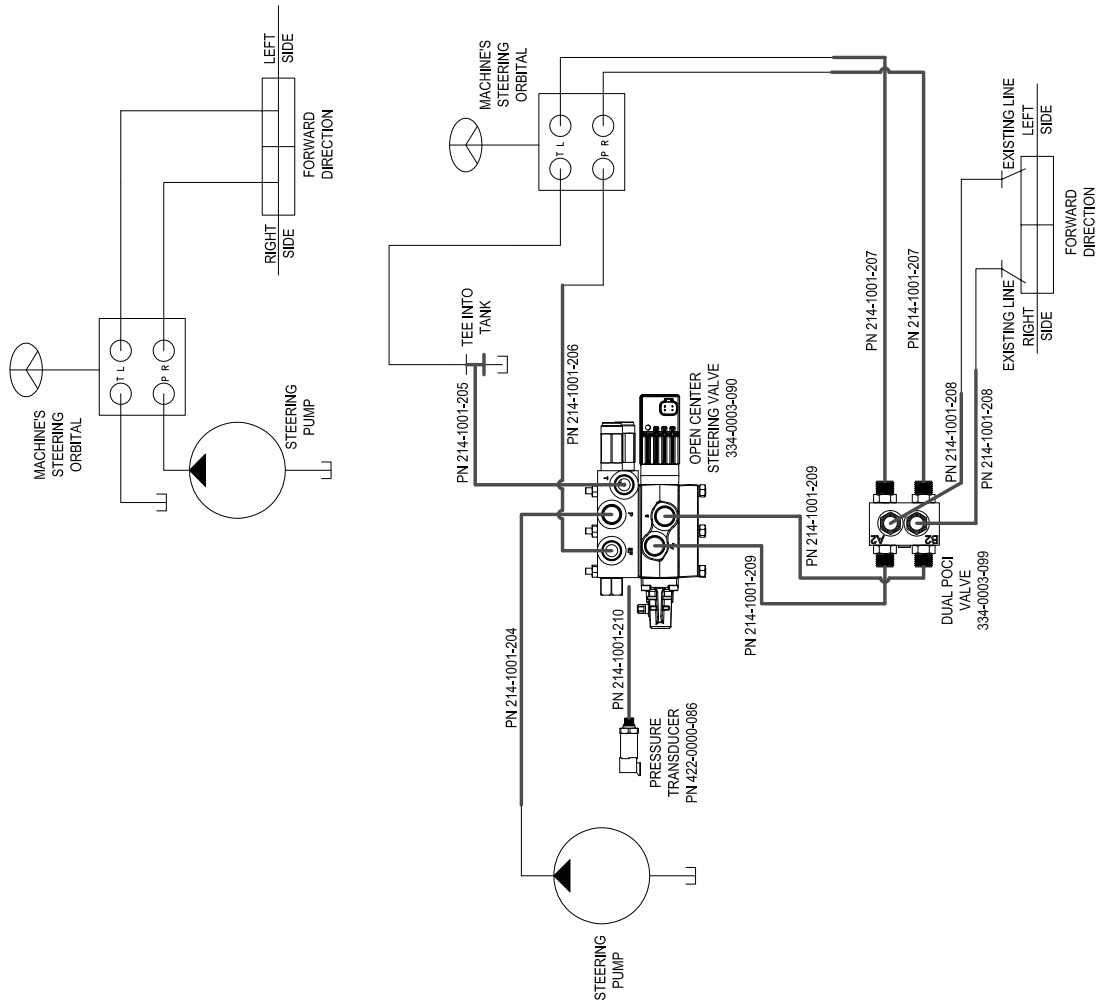 MACHINE'S
STEERING
ORBITAL
T L
P R
STEERING
PUMP
LEFT
SIDE
RIGHT
SIDE
FORWARD
DIRECTION
MACHINE'S
STEERING
ORBITAL
T L
P R
TEE INTO
TANK
PN 214-1001-205
PN 214-1001-206
PN 214-1001-204
PN 214-1001-210
OPEN CENTER
STEERING VALVE
334-0003-090
T
P
EF
PRESSURE
TRANSDUCER
PN 422-0000-086
STEERING
PUMP
PN 214-1001-209
PN 214-1001-209
PN 214-1001-207
PN 214-1001-207
PN 214-1001-208
PN 214-1001-208
A2
B2
DUAL POCI
VALVE
334-0003-099
EXISTING LINE
LEFT
SIDE
EXISTING LINE
RIGHT
SIDE
FORWARD
DIRECTION